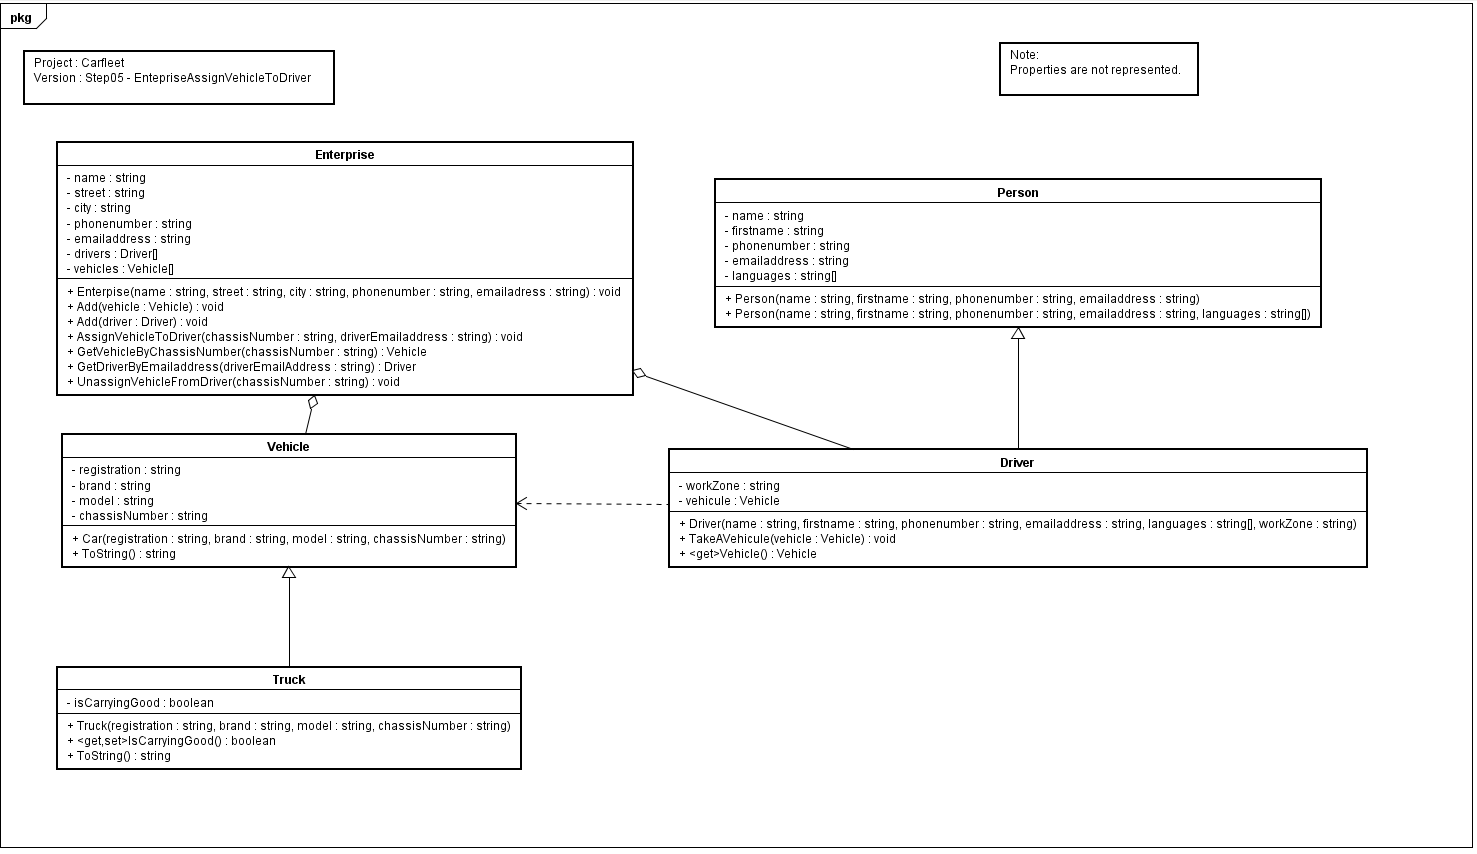 pkg
Project : Carfleet
Version : Step05 - EntepriseAssignVehicleToDriver
Note:
Properties are not represented.
Enterprise
- name : string
- street : string
- city : string
- phonenumber : string
- emailaddress : string
- drivers : Driver[]
- vehicles : Vehicle[]
+ Enterpise(name : string, street : string, city : string, phonenumber : string, emailadress : string) : void
+ Add(vehicle : Vehicle) : void
+ Add(driver : Driver) : void
+ AssignVehicleToDriver(chassisNumber : string, driverEmailaddress : string) : void
+ GetVehicleByChassisNumber(chassisNumber : string) : Vehicle
+ GetDriverByEmailaddress(driverEmailAddress : string) : Driver
+ UnassignVehicleFromDriver(chassisNumber : string) : void
Person
- name : string
- firstname : string
- phonenumber : string
- emailaddress : string
- languages : string[]
+ Person(name : string, firstname : string, phonenumber : string, emailaddress : string)
+ Person(name : string, firstname : string, phonenumber : string, emailaddress : string, languages : string[])
Vehicle
- registration : string
- brand : string
- model : string
- chassisNumber : string
+ Car(registration : string, brand : string, model : string, chassisNumber : string)
+ ToString() : string
Driver
- workZone : string
- vehicule : Vehicle
+ Driver(name : string, firstname : string, phonenumber : string, emailaddress : string, languages : string[], workZone : string)
+ TakeAVehicule(vehicle : Vehicle) : void
+ <get>Vehicle() : Vehicle
Truck
- isCarryingGood : boolean
+ Truck(registration : string, brand : string, model : string, chassisNumber : string)
+ <get,set>IsCarryingGood() : boolean
+ ToString() : string